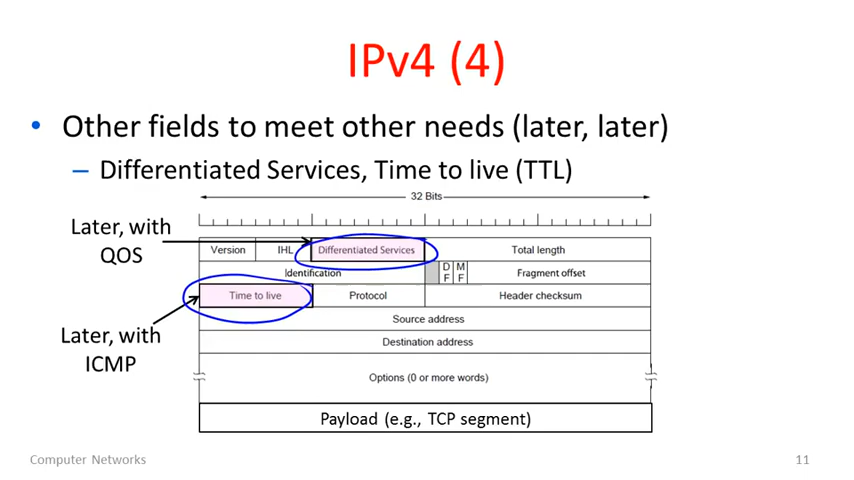 IPv4 (4)
• Other fields to meet other needs (later, later)
– Differentiated Services, Time to live (TTL)
32 Bits
Later, with
QOS
Version IHL Differentiated Services Total length
Identification D F M F Fragment offset
Time to live Protocol Header checksum
Later, with
ICMP
Source address
Destination address
Options (0 or more words)
Payload (e.g., TCP segment)
Computer Networks 11